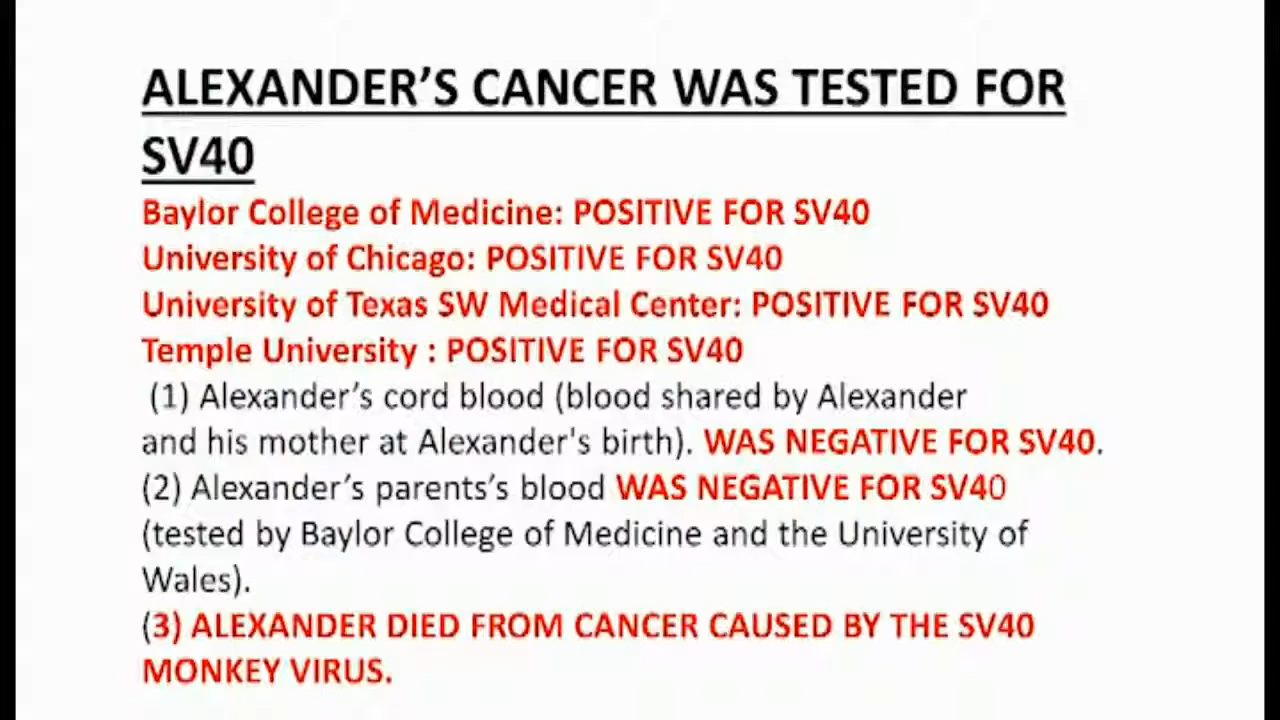 ALEXANDER’S CANCER WAS TESTED FOR
SV40
Baylor College of Medicine: POSITIVE FOR SV40
University of Chicago: POSITIVE FOR SV40
University of Texas SW Medical Center: POSITIVE FOR SV40
Temple University : POSITIVE FOR SV40
(1) Alexander’s cord blood (blood shared by Alexander
and his mother at Alexander's birth). WAS NEGATIVE FOR SV40.
(2) Alexander’s parents’s blood WAS NEGATIVE FOR SV40
(tested by Baylor College of Medicine and the University of
Wales).
(3) ALEXANDER DIED FROM CANCER CAUSED BY THE SV40
MONKEY VIRUS.